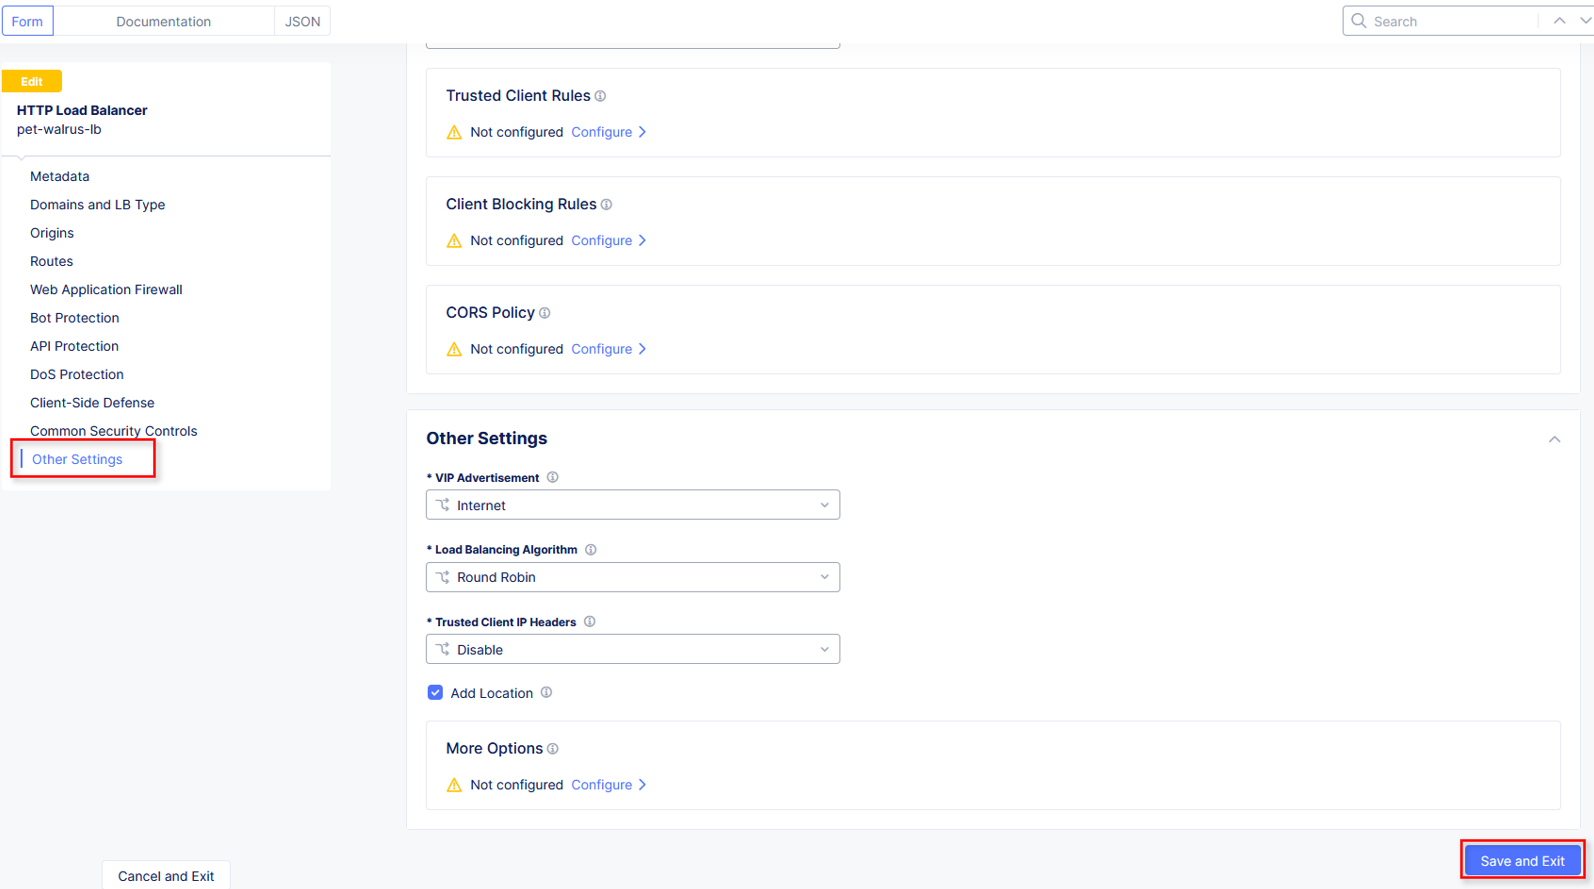 Form
Documentation
JSON
Search
Edit
HTTP Load Balancer
pet-walrus-lb
Metadata
Domains and LB Type
Origins
Routes
Web Application Firewall
Bot Protection
API Protection
DoS Protection
Client-Side Defense
Common Security Controls
Other Settings
Trusted Client Rules
Not configured Configure
Client Blocking Rules
Not configured Configure
CORS Policy
Not configured Configure
Other Settings
* VIP Advertisement
Internet
* Load Balancing Algorithm
Round Robin
* Trusted Client IP Headers
Disable
Add Location
More Options
Not configured Configure
Cancel and Exit
Save and Exit